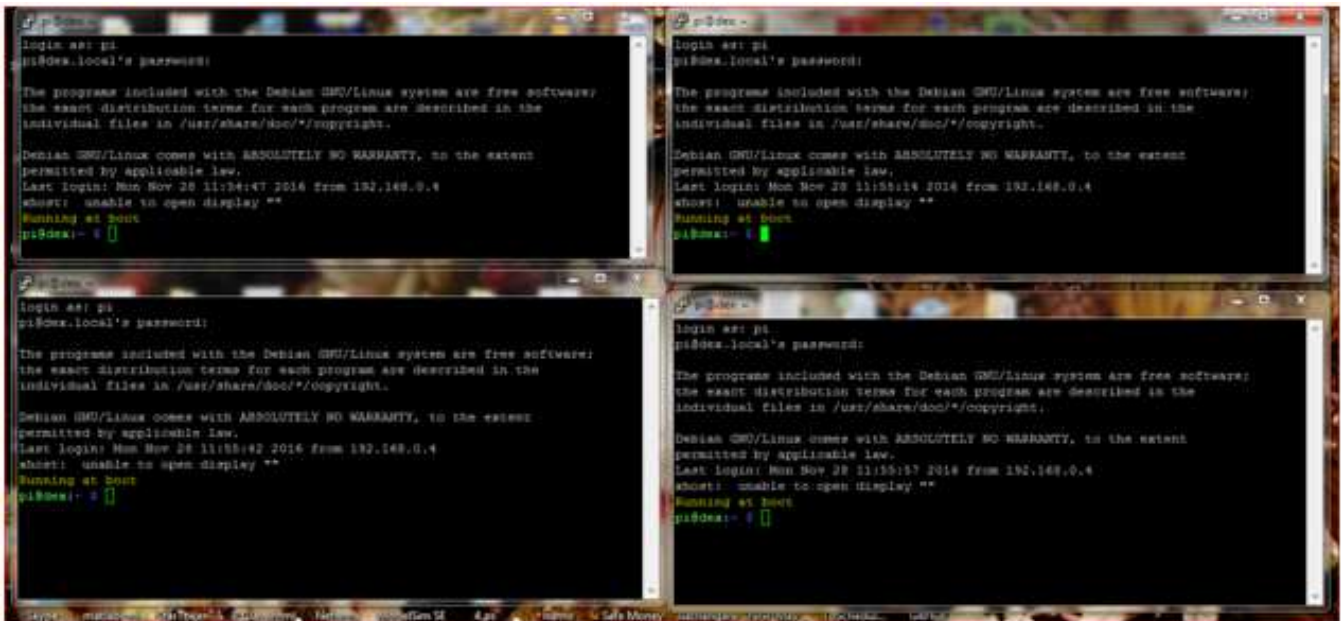 pi@dex: ~
login as: pi
pi@dex.local's password:
The programs included with the Debian GNU/Linux system are free software;
the exact distribution terms for each program are described in the
individual files in /usr/share/doc/*/copyright.
Debian GNU/Linux comes with ABSOLUTELY NO WARRANTY, to the extent
permitted by applicable law.
Last login: Mon Nov 28 11:54:47 2016 from 192.168.0.4
xhost:  unable to open display ""
Running at boot
pi@dex:~ $
pi@dex: ~
login as: pi
pi@dex.local's password:
The programs included with the Debian GNU/Linux system are free software;
the exact distribution terms for each program are described in the
individual files in /usr/share/doc/*/copyright.
Debian GNU/Linux comes with ABSOLUTELY NO WARRANTY, to the extent
permitted by applicable law.
Last login: Mon Nov 28 11:55:14 2016 from 192.168.0.4
xhost:  unable to open display ""
Running at boot
pi@dex:~ $
pi@dex: ~
login as: pi
pi@dex.local's password:
The programs included with the Debian GNU/Linux system are free software;
the exact distribution terms for each program are described in the
individual files in /usr/share/doc/*/copyright.
Debian GNU/Linux comes with ABSOLUTELY NO WARRANTY, to the extent
permitted by applicable law.
Last login: Mon Nov 28 11:55:42 2016 from 192.168.0.4
xhost:  unable to open display ""
Running at boot
pi@dex:~ $
pi@dex: ~
login as: pi
pi@dex.local's password:
The programs included with the Debian GNU/Linux system are free software;
the exact distribution terms for each program are described in the
individual files in /usr/share/doc/*/copyright.
Debian GNU/Linux comes with ABSOLUTELY NO WARRANTY, to the extent
permitted by applicable law.
Last login: Mon Nov 28 11:55:57 2016 from 192.168.0.4
xhost:  unable to open display ""
Running at boot
pi@dex:~ $
Safe Money